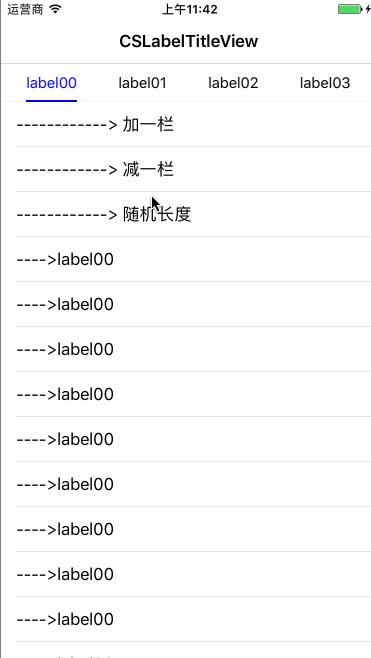 运营商 上午11:42
CSLabelTitleView
label00 label01 label02 label03
------------> 加一栏
------------> 减一栏
------------> 随机长度
---->label00
---->label00
---->label00
---->label00
---->label00
---->label00
---->label00
---->label00
---->label00